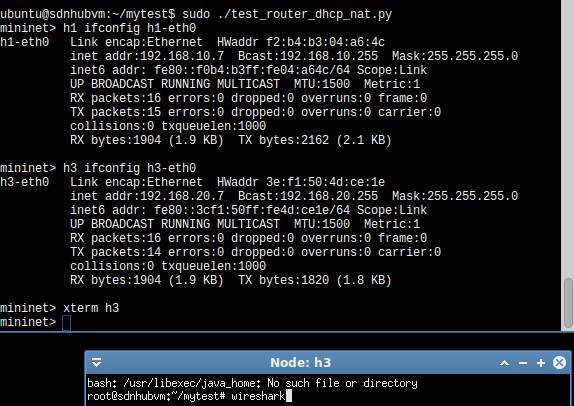 ubuntu@sdnhubvm:~/mytest$ sudo ./test_router_dhcp_nat.py
mininet> h1 ifconfig h1-eth0
h1-eth0   Link encap:Ethernet  HWaddr f2:b4:b3:04:a6:4c
          inet addr:192.168.10.7  Bcast:192.168.10.255  Mask:255.255.255.0
          inet6 addr: fe80::f0b4:b3ff:fe04:a64c/64 Scope:Link
          UP BROADCAST RUNNING MULTICAST  MTU:1500  Metric:1
          RX packets:16 errors:0 dropped:0 overruns:0 frame:0
          TX packets:15 errors:0 dropped:0 overruns:0 carrier:0
          collisions:0 txqueuelen:1000
          RX bytes:1904 (1.9 KB)  TX bytes:2162 (2.1 KB)
mininet> h3 ifconfig h3-eth0
h3-eth0   Link encap:Ethernet  HWaddr 3e:f1:50:4d:ce:1e
          inet addr:192.168.20.7  Bcast:192.168.20.255  Mask:255.255.255.0
          inet6 addr: fe80::3cf1:50ff:fe4d:ce1e/64 Scope:Link
          UP BROADCAST RUNNING MULTICAST  MTU:1500  Metric:1
          RX packets:16 errors:0 dropped:0 overruns:0 frame:0
          TX packets:14 errors:0 dropped:0 overruns:0 carrier:0
          collisions:0 txqueuelen:1000
          RX bytes:1904 (1.9 KB)  TX bytes:1820 (1.8 KB)
mininet> xterm h3
mininet>
Node: h3
bash: /usr/libexec/java_home: No such file or directory
root@sdnhubvm:~/mytest# wireshark